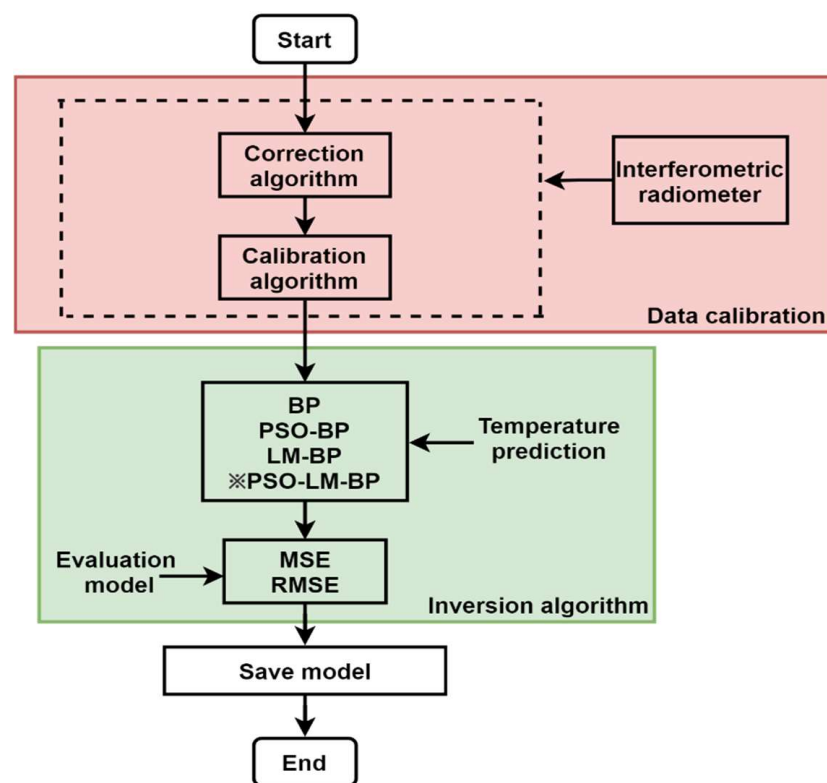 Start
Correction
algorithm
Interferometric
radiometer
Calibration
algorithm
Data calibration
BP
PSO-BP
LM-BP
※PSO-LM-BP
Temperature
prediction
Evaluation
model
MSE
RMSE
Inversion algorithm
Save model
End